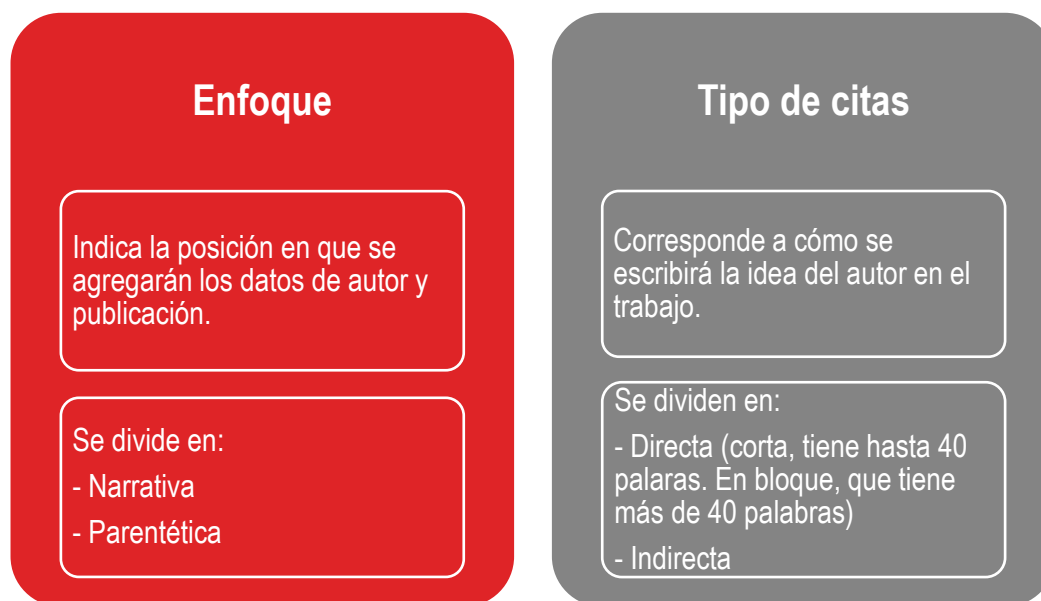 Enfoque
Indica la posición en que se
agregarán los datos de autor y
publicación.
Se divide en:
- Narrativa
- Parentética
Tipo de citas
Corresponde a cómo se
escribirá la idea del autor en el
trabajo.
Se dividen en:
- Directa (corta, tiene hasta 40
palaras. En bloque, que tiene
más de 40 palabras)
- Indirecta